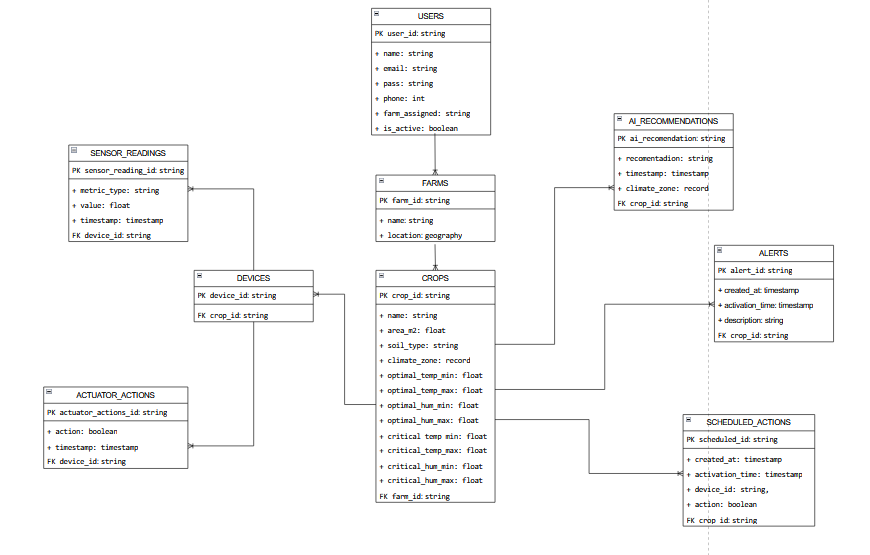 USERS
PK user_id: string
+ name: string
+ email: string
+ pass: string
+ phone: int
+ farm_assigned: string
+ is_active: boolean
AI_RECOMMENDATIONS
PK ai_recomendation: string
+ recomentadion: string
+ timestamp: timestamp
+ climate_zone: record
FK crop_id: string
SENSOR_READINGS
PK sensor_reading_id: string
+ metric_type: string
+ value: float
+ timestamp: timestamp
FK device_id: string
FARMS
PK farm_id: string
+ name: string
+ location: geography
ALERTS
PK alert_id: string
+ created_at: timestamp
+ activation_time: timestamp
+ description: string
FK crop_id: string
DEVICES
PK device_id: string
FK crop_id: string
CROPS
PK crop_id: string
+ name: string
+ area_m2: float
+ soil_type: string
+ climate_zone: record
+ optimal_temp_min: float
+ optimal_temp_max: float
+ optimal_hum_min: float
+ optimal_hum_max: float
+ critical_temp_min: float
+ critical_temp_max: float
+ critical_hum_min: float
+ critical_hum_max: float
FK farm_id: string
ACTUATOR_ACTIONS
PK actuator_actions_id: string
+ action: boolean
+ timestamp: timestamp
FK device_id: string
SCHEDULED_ACTIONS
PK scheduled_id: string
+ created_at: timestamp
+ activation_time: timestamp
+ device_id: string,
+ action: boolean
FK crop_id: string